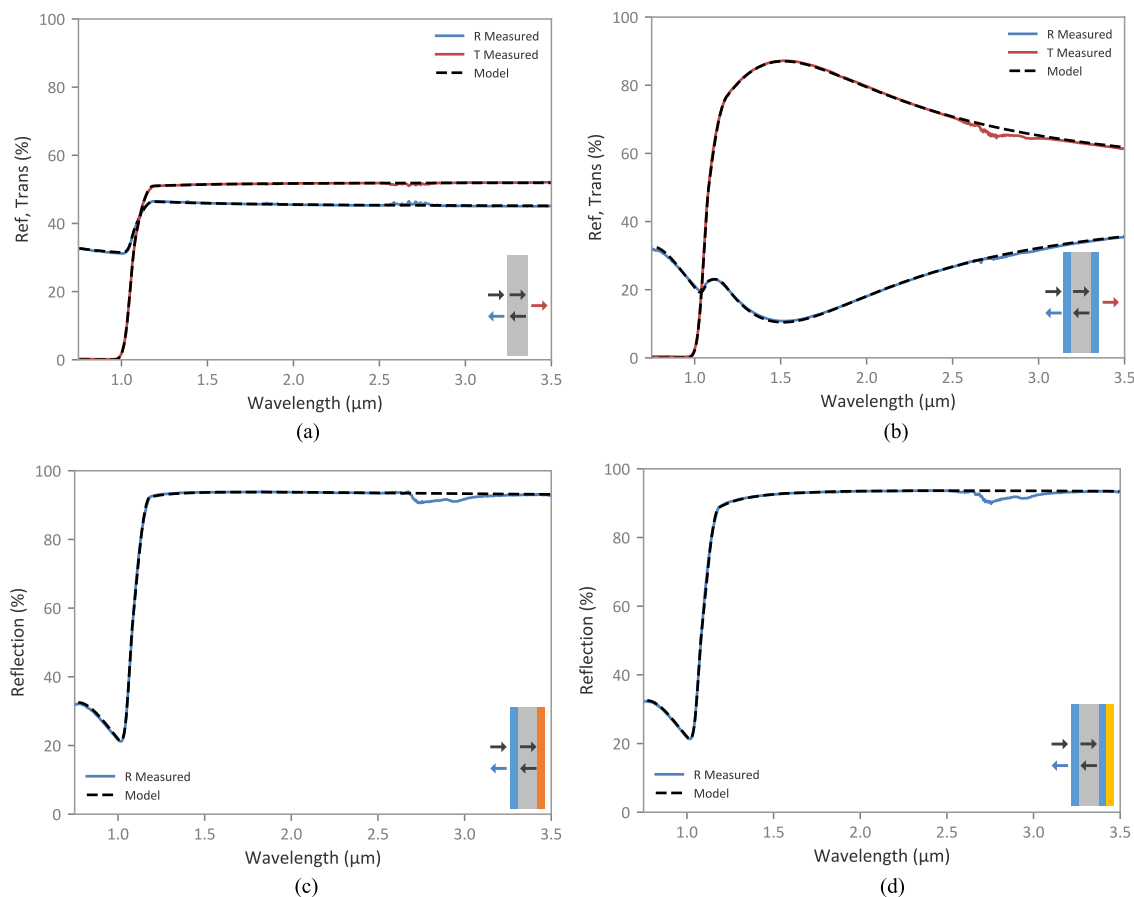 100
80
60
40
20
0
Ref, Trans (%)
R Measured
T Measured
Model
1.0 1.5 2.0 2.5 3.0 3.5
Wavelength (µm)
(a)
100
80
60
40
20
0
Ref, Trans (%)
R Measured
T Measured
Model
1.0 1.5 2.0 2.5 3.0 3.5
Wavelength (µm)
(b)
100
80
60
40
20
0
Reflection (%)
R Measured
Model
1.0 1.5 2.0 2.5 3.0 3.5
Wavelength (µm)
(c)
100
80
60
40
20
0
Reflection (%)
R Measured
Model
1.0 1.5 2.0 2.5 3.0 3.5
Wavelength (µm)
(d)